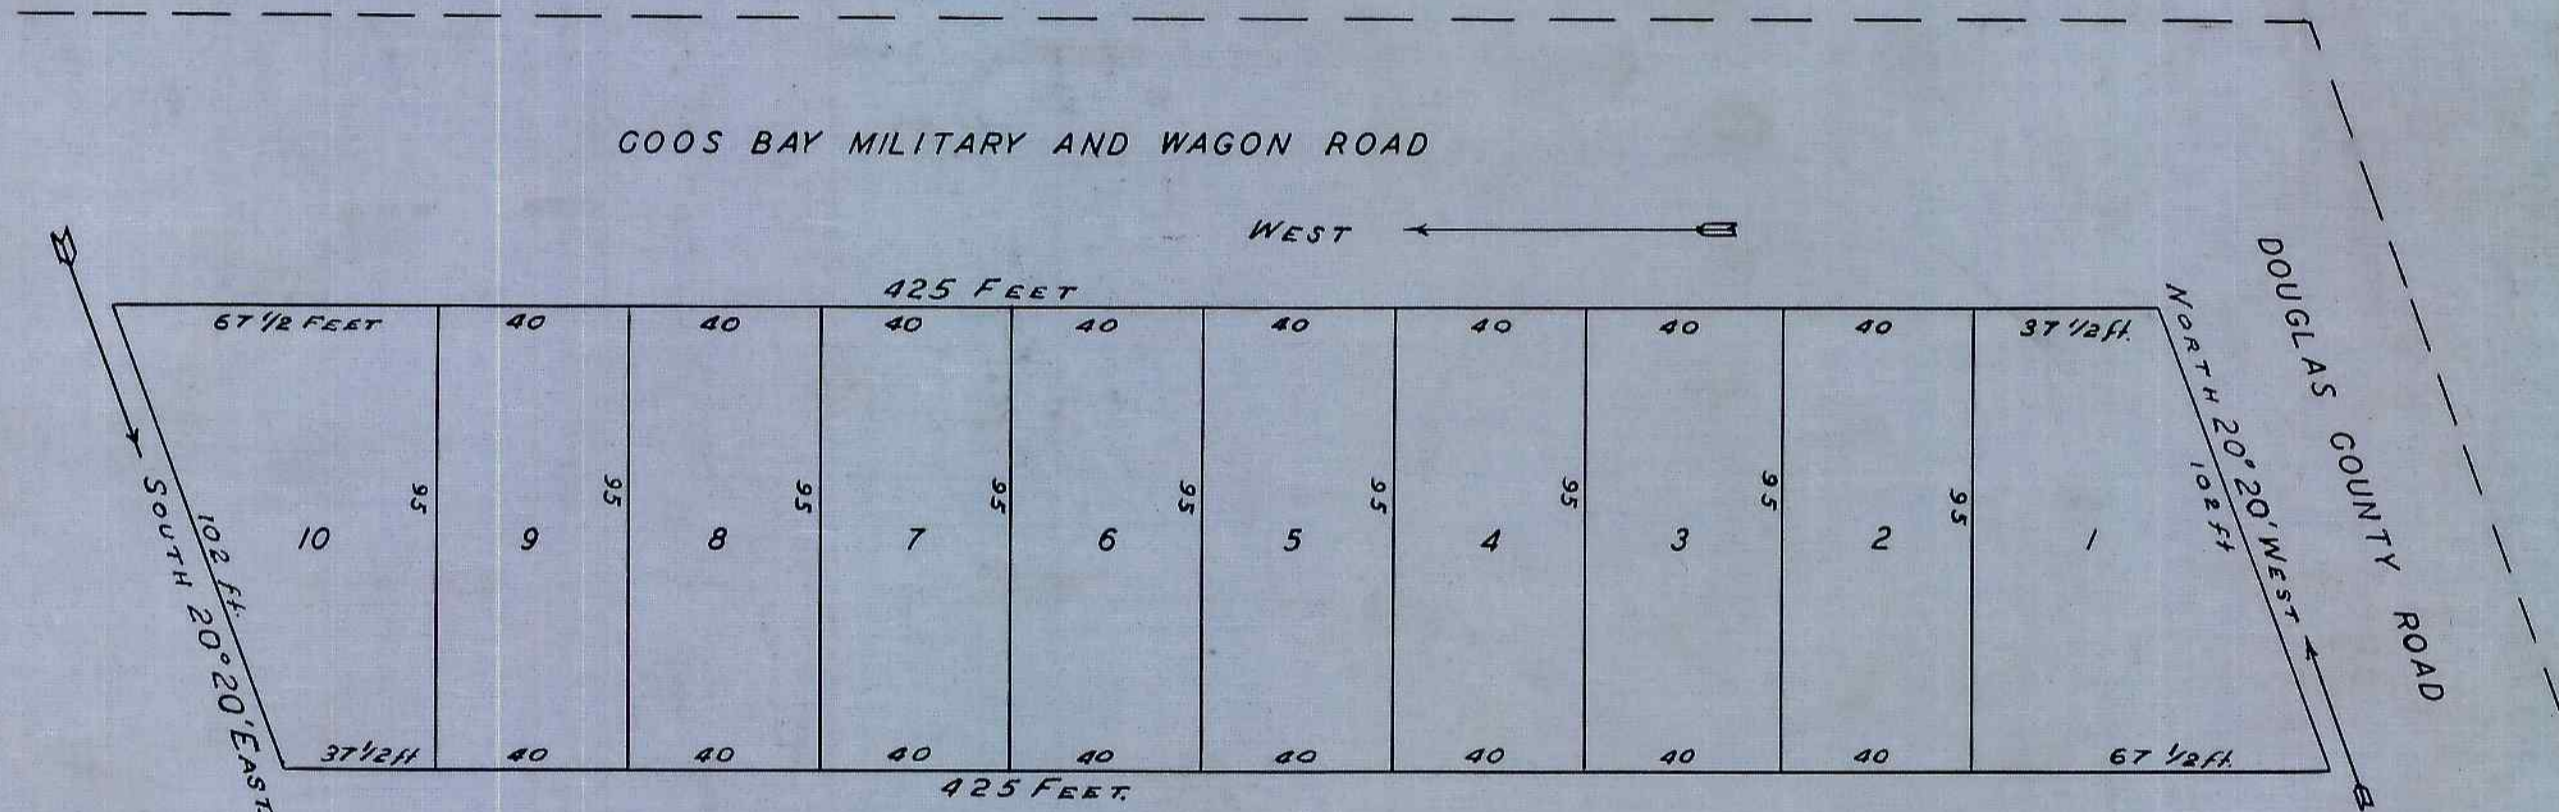 COOS BAY MILITARY AND WAGON ROAD
WEST
425 FEET
67 1/2 FEET 40 40 40 40 40 40 40 40 37 1/2 ft.
NORTH 20° 20' WEST
102 ft
DOUGLAS COUNTY ROAD
95 95 95 95 95 95 95 95 95
SOUTH 20° 20' EAST.
102 ft.
10 9 8 7 6 5 4 3 2 1
37 1/2 ft 40 40 40 40 40 40 40 40 67 1/2 ft.
425 FEET.